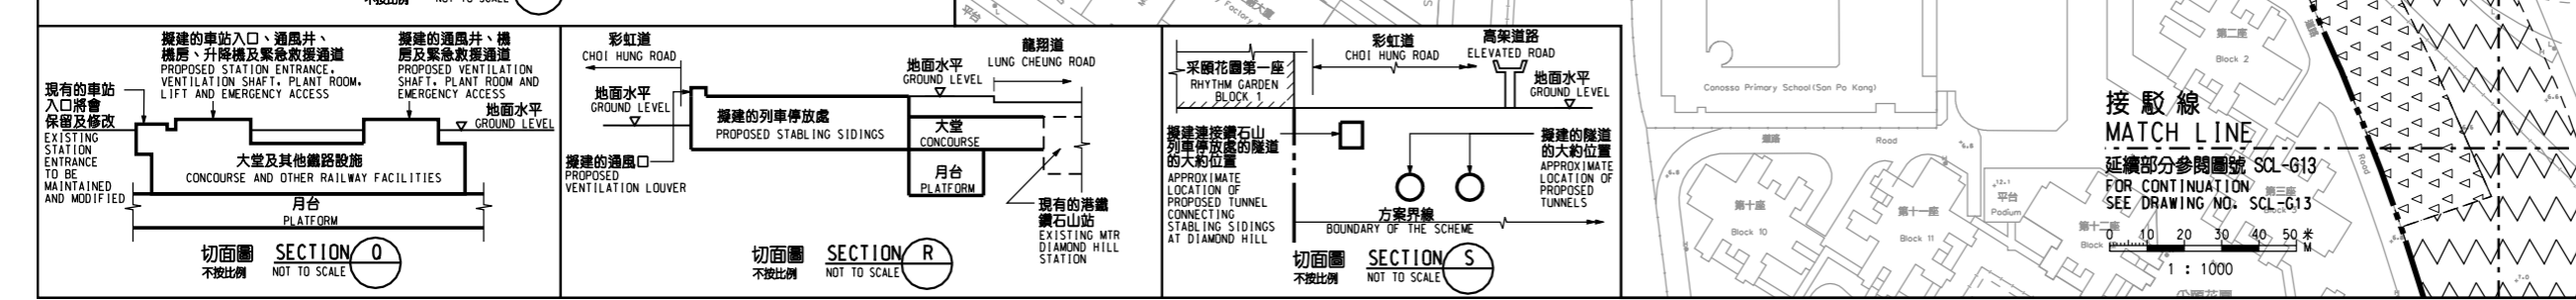 不按比例 NOT TO SCALE
擬建的車站入口、通風井、
機房、升降機及緊急救援通道
PROPOSED STATION ENTRANCE,
VENTILATION SHAFT, PLANT ROOM,
LIFT AND EMERGENCY ACCESS
擬建的通風井、機
房及緊急救援通道
PROPOSED VENTILATION
SHAFT, PLANT ROOM AND
EMERGENCY ACCESS
現有的車站
入口將會
保留及修改
EXISTING
STATION
ENTRANCE
TO BE
MAINTAINED
AND MODIFIED
地面水平
GROUND LEVEL
大堂及其他鐵路設施
CONCOURSE AND OTHER RAILWAY FACILITIES
月台
PLATFORM
切面圖 SECTION Q
不按比例 NOT TO SCALE
彩虹道
CHOI HUNG ROAD
地面水平
GROUND LEVEL
擬建的通風口
PROPOSED
VENTILATION LOUVER
擬建的列車停放處
PROPOSED STABLING SIDINGS
地面水平
GROUND LEVEL
龍翔道
LUNG CHEUNG ROAD
大堂
CONCOURSE
月台
PLATFORM
現有的港鐵
鑽石山站
EXISTING MTR
DIAMOND HILL
STATION
切面圖 SECTION R
不按比例 NOT TO SCALE
采頤花園第一座
RHYTHM GARDEN
BLOCK 1
彩虹道
CHOI HUNG ROAD
高架道路
ELEVATED ROAD
地面水平
GROUND LEVEL
擬建連接鑽石山
列車停放處的隧道
的大約位置
APPROXIMATE
LOCATION OF
PROPOSED TUNNEL
CONNECTING
STABLING SIDINGS
AT DIAMOND HILL
擬建的隧道
的大約位置
APPROXIMATE
LOCATION OF
PROPOSED
TUNNELS
方案界線
BOUNDARY OF THE SCHEME
切面圖 SECTION S
不按比例 NOT TO SCALE
平台
Canossa Primary School(San Po Kong)
Road
第十座
Block 10
第十一座
Block 11
平台
Podium
第十二座
Block
第二座
Block 2
第三座
Road
接駁線
MATCH LINE
延續部分參閱圖號 SCL-G13
FOR CONTINUATION
SEE DRAWING NO. SCL-G13
0 10 20 30 40 50 米
M
1 : 1000